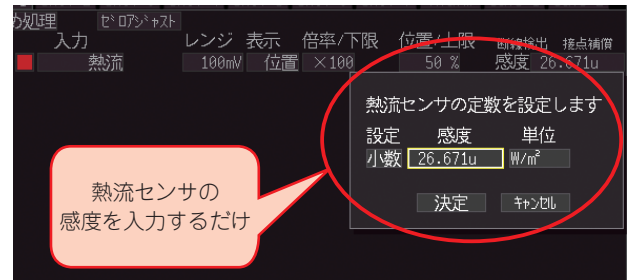 め処理 ゼロアジャスト
入力 レンジ 表示 倍率/下限 位置/上限 断線検出 接点補償
熱流 100mV 位置 ×100 50 % 感度 26.671u
熱流センサの定数を設定します
設定 感度 単位
小数 26.671u W/m²
決定 キャンセル
熱流センサの
感度を入力するだけ